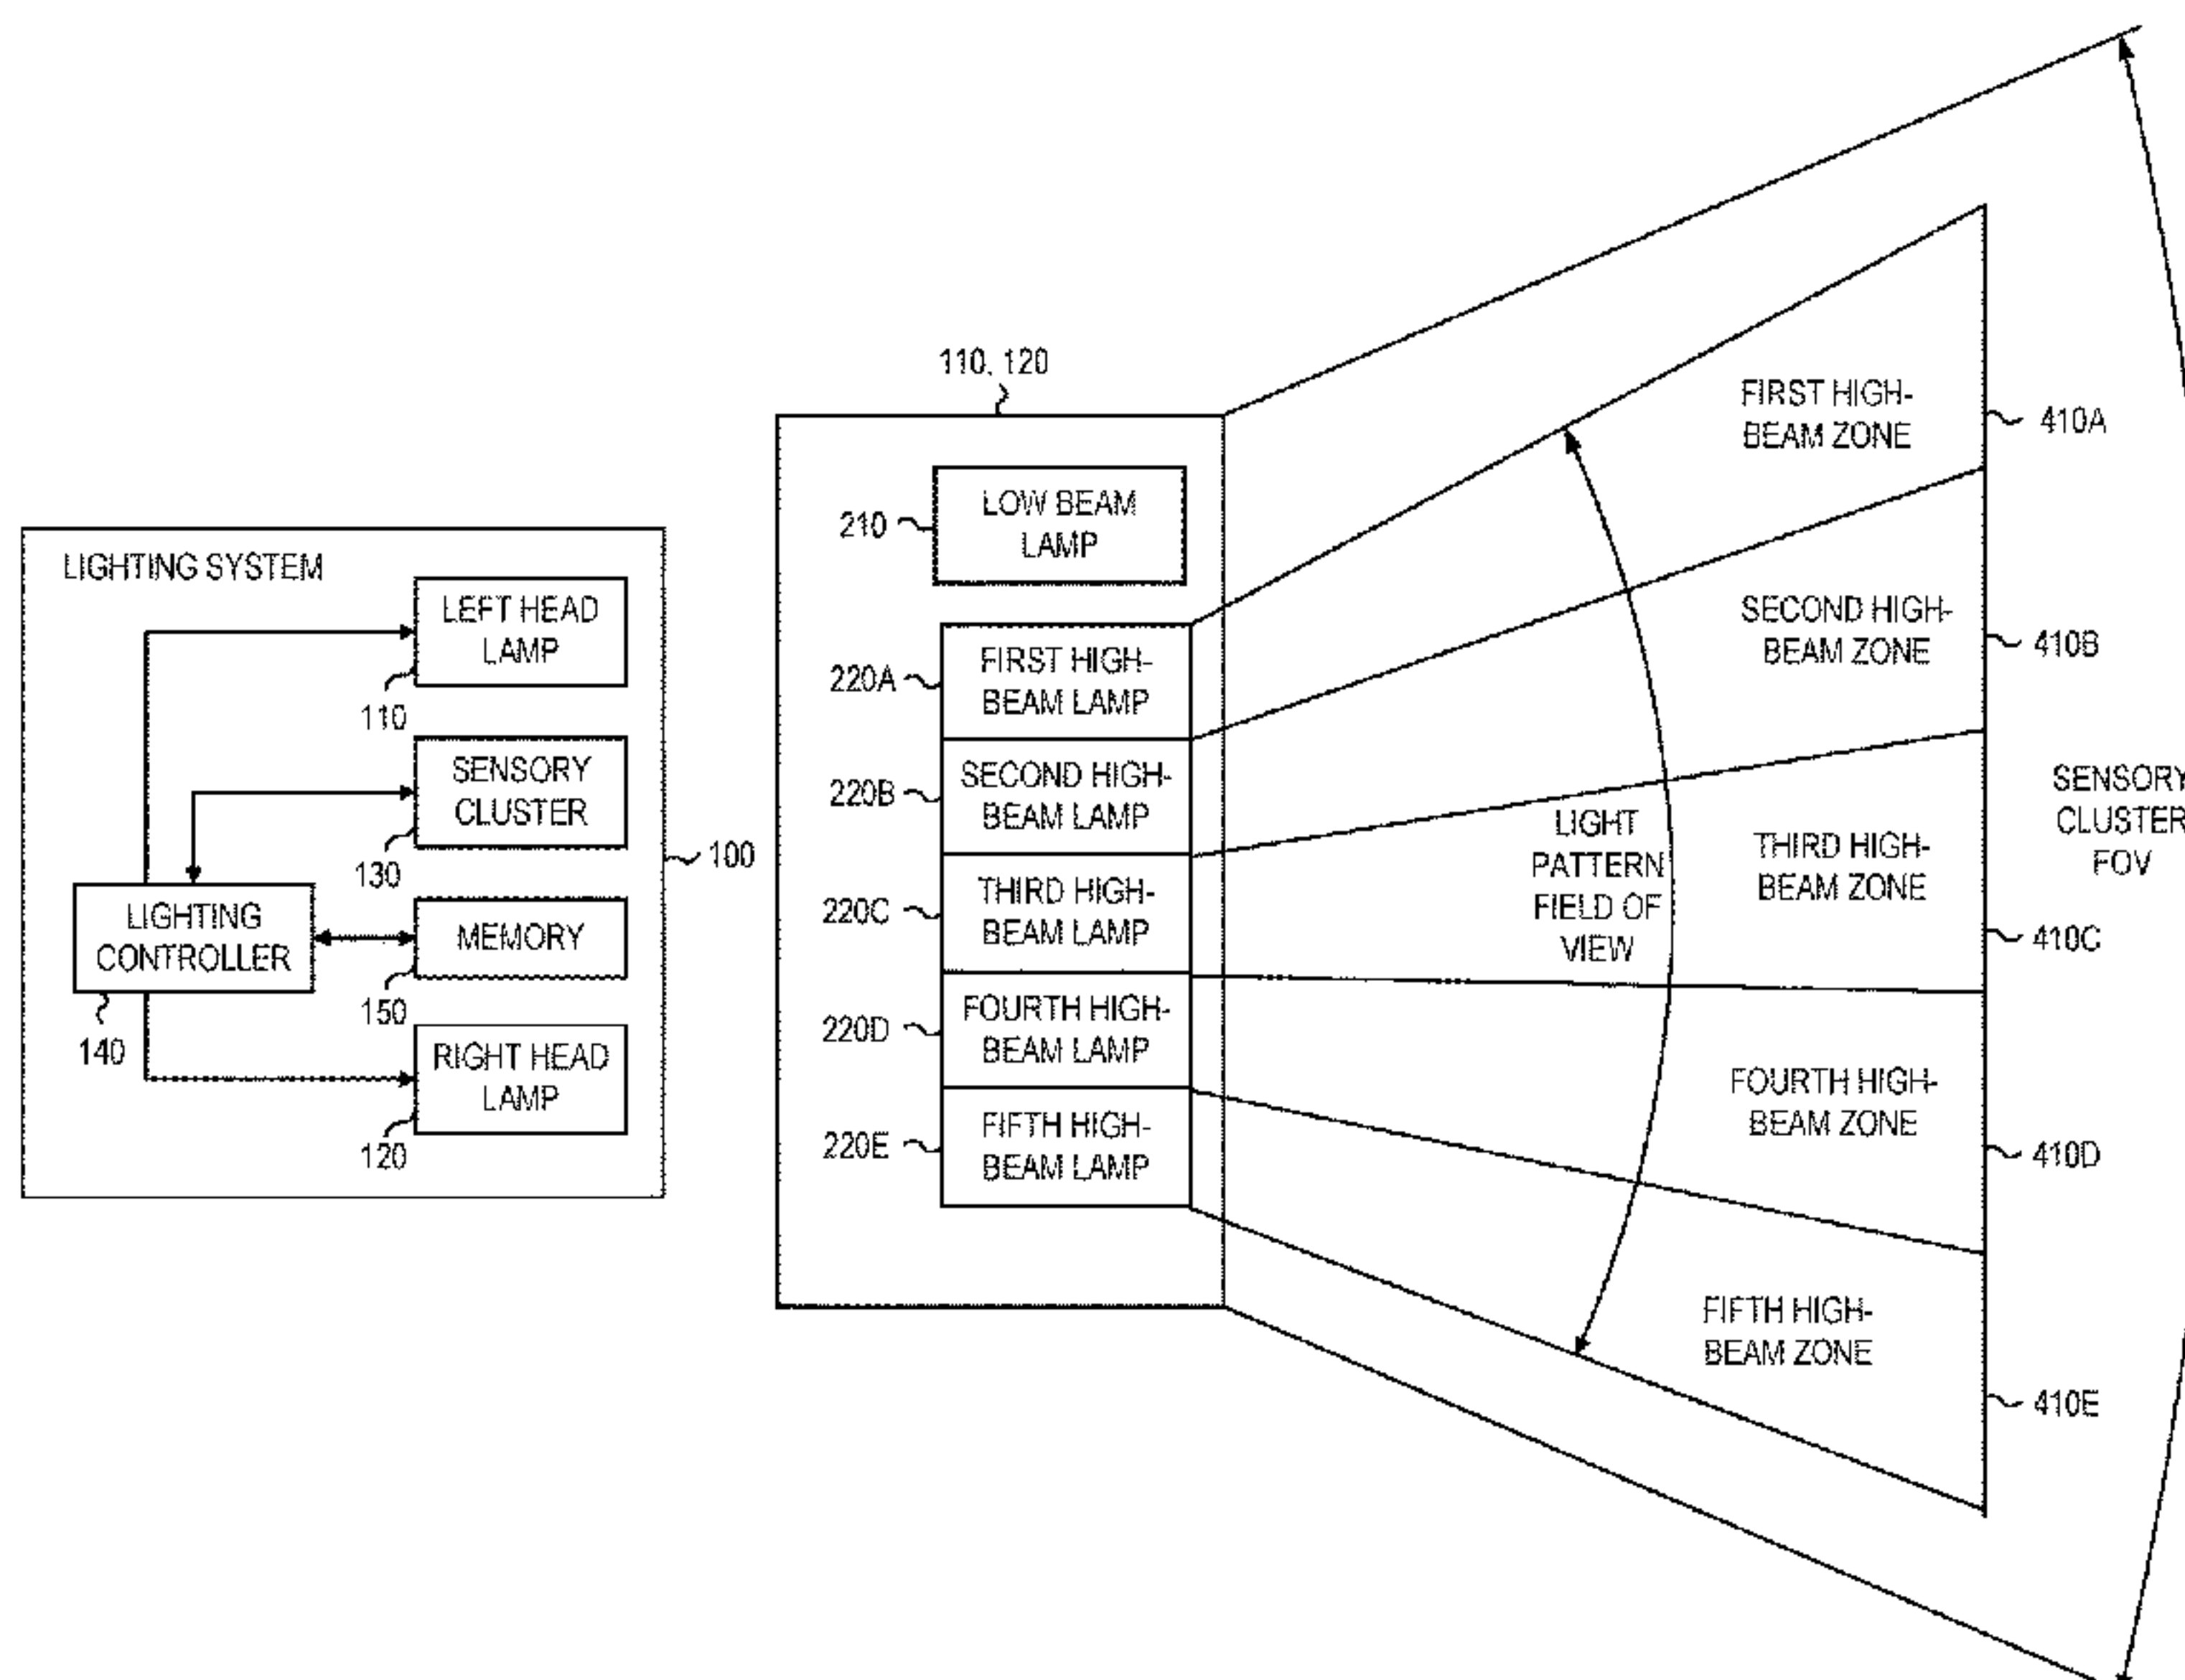 LIGHTING SYSTEM
LEFT HEAD
LAMP
110
SENSORY
CLUSTER
130
100
LIGHTING
CONTROLLER
140
MEMORY
150
RIGHT HEAD
LAMP
120
110, 120
210
LOW BEAM
LAMP
220A
FIRST HIGH-
BEAM LAMP
220B
SECOND HIGH-
BEAM LAMP
220C
THIRD HIGH-
BEAM LAMP
220D
FOURTH HIGH-
BEAM LAMP
220E
FIFTH HIGH-
BEAM LAMP
LIGHT
PATTERN
FIELD OF
VIEW
FIRST HIGH-
BEAM ZONE
410A
SECOND HIGH-
BEAM ZONE
410B
THIRD HIGH-
BEAM ZONE
410C
FOURTH HIGH-
BEAM ZONE
410D
FIFTH HIGH-
BEAM ZONE
410E
SENSORY
CLUSTER
FOV